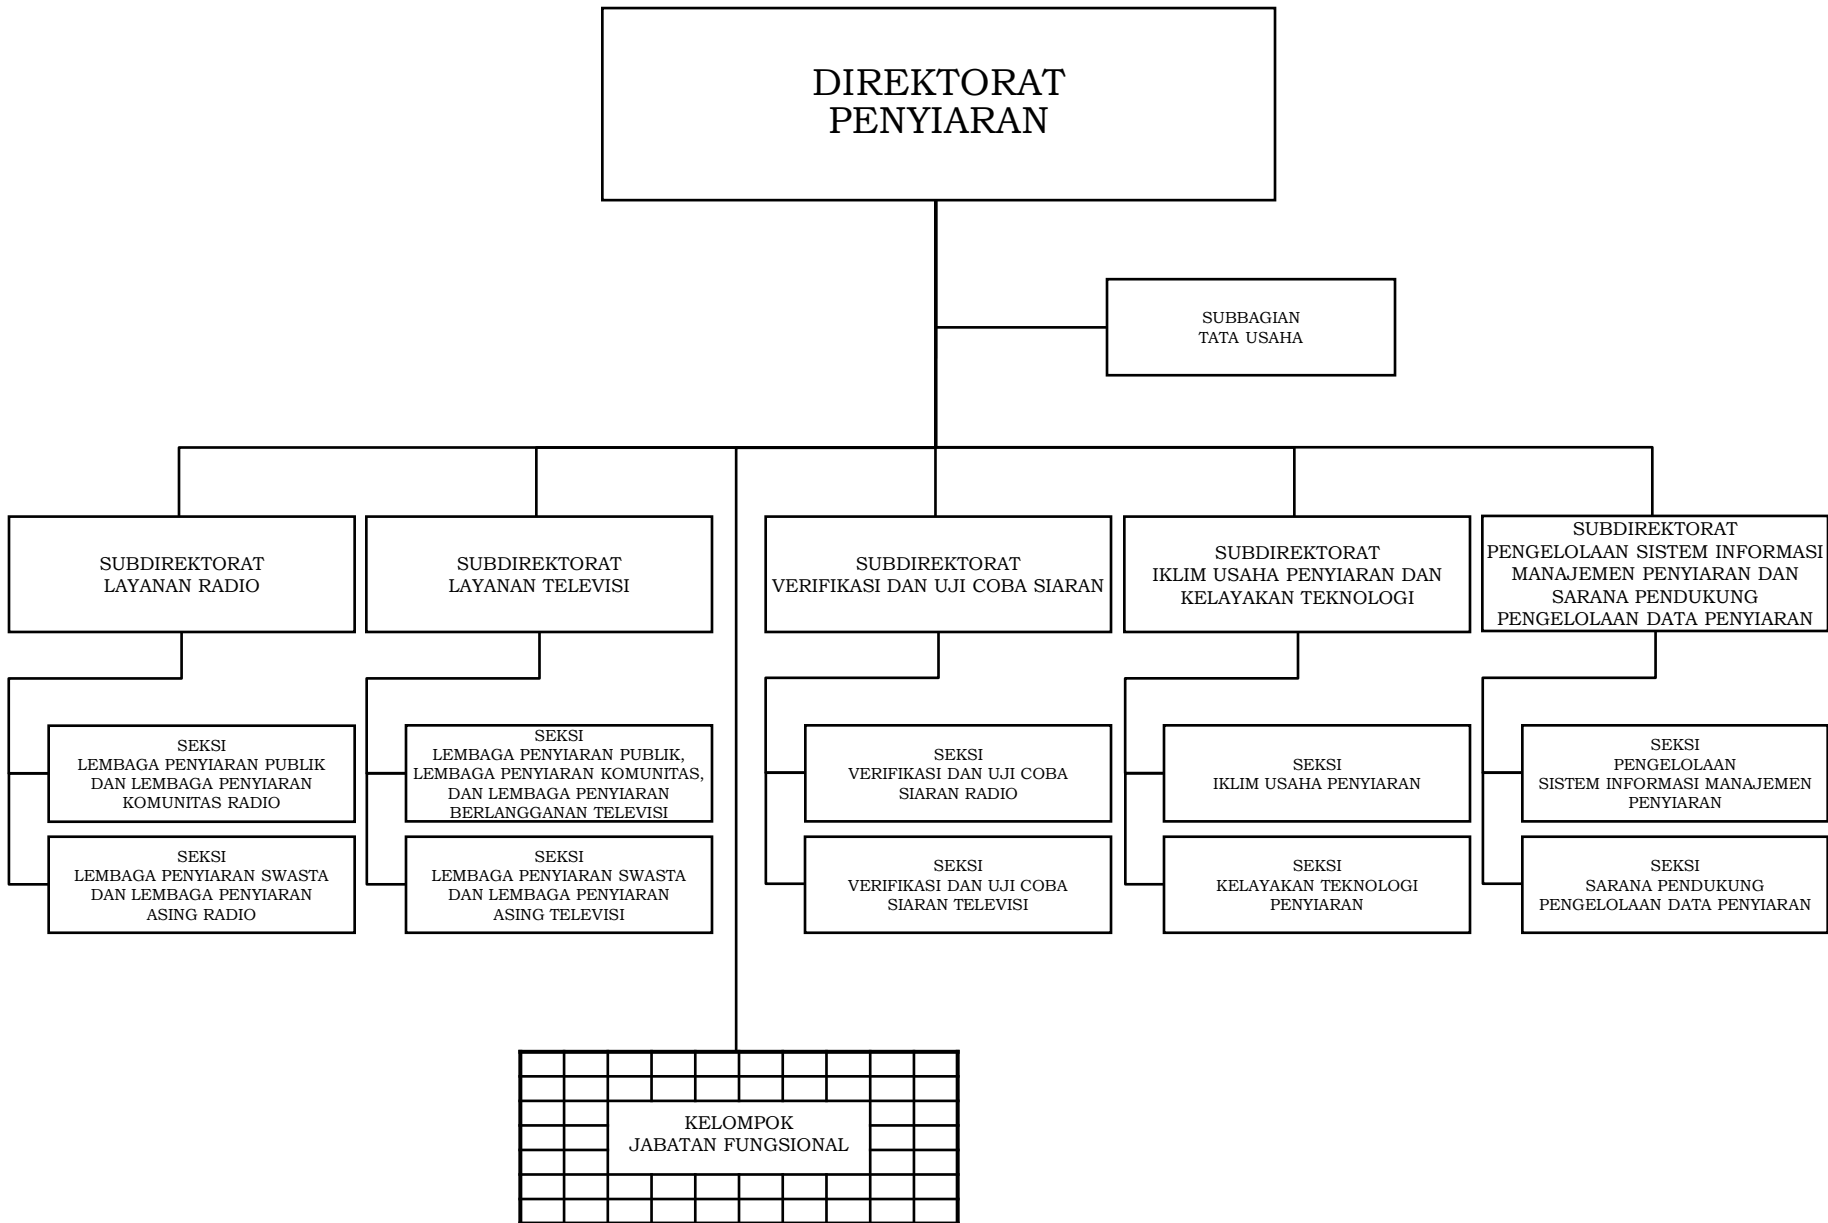 DIREKTORAT
PENYIARAN
SUBBAGIAN
TATA USAHA
SUBDIREKTORAT
LAYANAN RADIO
SUBDIREKTORAT
LAYANAN TELEVISI
SUBDIREKTORAT
VERIFIKASI DAN UJI COBA SIARAN
SUBDIREKTORAT
IKLIM USAHA PENYIARAN DAN
KELAYAKAN TEKNOLOGI
SUBDIREKTORAT
PENGELOLAAN SISTEM INFORMASI
MANAJEMEN PENYIARAN DAN
SARANA PENDUKUNG
PENGELOLAAN DATA PENYIARAN
SEKSI
LEMBAGA PENYIARAN PUBLIK
DAN LEMBAGA PENYIARAN
KOMUNITAS RADIO
SEKSI
LEMBAGA PENYIARAN PUBLIK,
LEMBAGA PENYIARAN KOMUNITAS,
DAN LEMBAGA PENYIARAN
BERLANGGANAN TELEVISI
SEKSI
VERIFIKASI DAN UJI COBA
SIARAN RADIO
SEKSI
IKLIM USAHA PENYIARAN
SEKSI
PENGELOLAAN
SISTEM INFORMASI MANAJEMEN
PENYIARAN
SEKSI
LEMBAGA PENYIARAN SWASTA
DAN LEMBAGA PENYIARAN
ASING RADIO
SEKSI
LEMBAGA PENYIARAN SWASTA
DAN LEMBAGA PENYIARAN
ASING TELEVISI
SEKSI
VERIFIKASI DAN UJI COBA
SIARAN TELEVISI
SEKSI
KELAYAKAN TEKNOLOGI
PENYIARAN
SEKSI
SARANA PENDUKUNG
PENGELOLAAN DATA PENYIARAN
KELOMPOK
JABATAN FUNGSIONAL